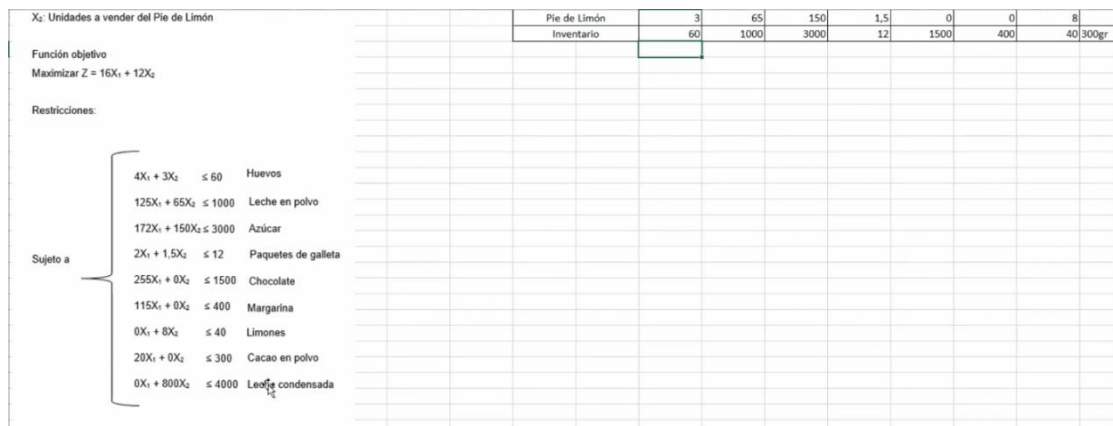 X₂: Unidades a vender del Pie de Limón
Pie de Limón 3 65 150 1,5 0 0 8
Inventario 60 1000 3000 12 1500 400 40 300gr
Función objetivo
Maximizar Z = 16X₁ + 12X₂
Restricciones:
4X₁ + 3X₂ ≤ 60 Huevos
125X₁ + 65X₂ ≤ 1000 Leche en polvo
172X₁ + 150X₂ ≤ 3000 Azúcar
2X₁ + 1,5X₂ ≤ 12 Paquetes de galleta
Sujeto a
255X₁ + 0X₂ ≤ 1500 Chocolate
115X₁ + 0X₂ ≤ 400 Margarina
0X₁ + 8X₂ ≤ 40 Limones
20X₁ + 0X₂ ≤ 300 Cacao en polvo
0X₁ + 800X₂ ≤ 4000 Leche condensada